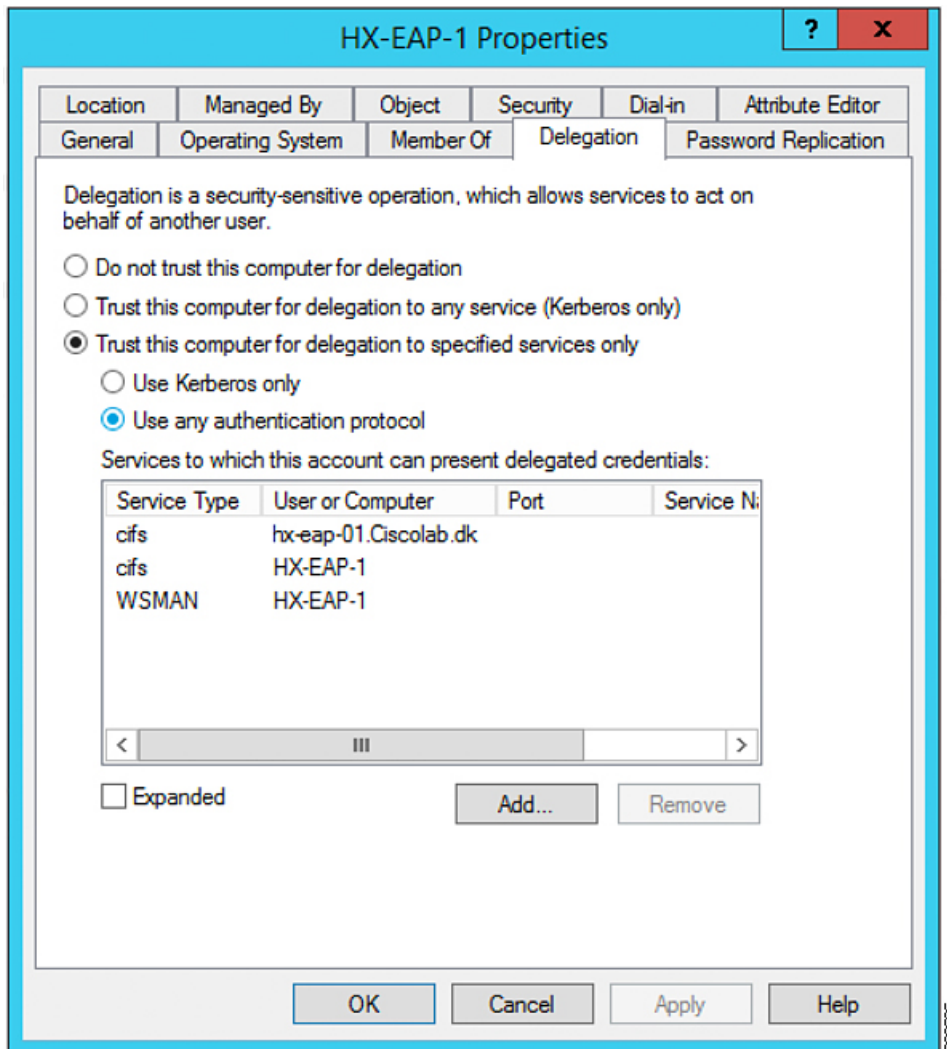 HX-EAP-1 Properties
? x
Location Managed By Object Security Dial-in Attribute Editor
General Operating System Member Of Delegation Password Replication
Delegation is a security-sensitive operation, which allows services to act on
behalf of another user.
Do not trust this computer for delegation
Trust this computer for delegation to any service (Kerberos only)
Trust this computer for delegation to specified services only
Use Kerberos only
Use any authentication protocol
Services to which this account can present delegated credentials:
Service Type User or Computer Port Service
cifs hx-eap-01.Ciscolab.dk
cifs HX-EAP-1
WSMAN HX-EAP-1
Expanded
Add... Remove
OK Cancel Apply Help